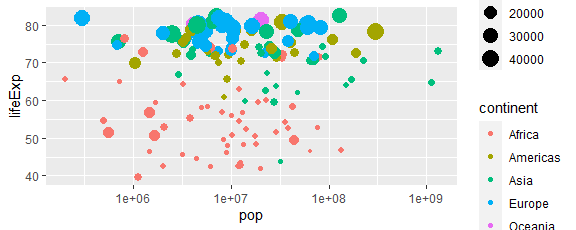 20000
30000
40000
continent
Africa
Americas
Asia
Europe
Oceania
lifeExp
80
70
60
50
40
1e+06 1e+07 1e+08 1e+09
pop